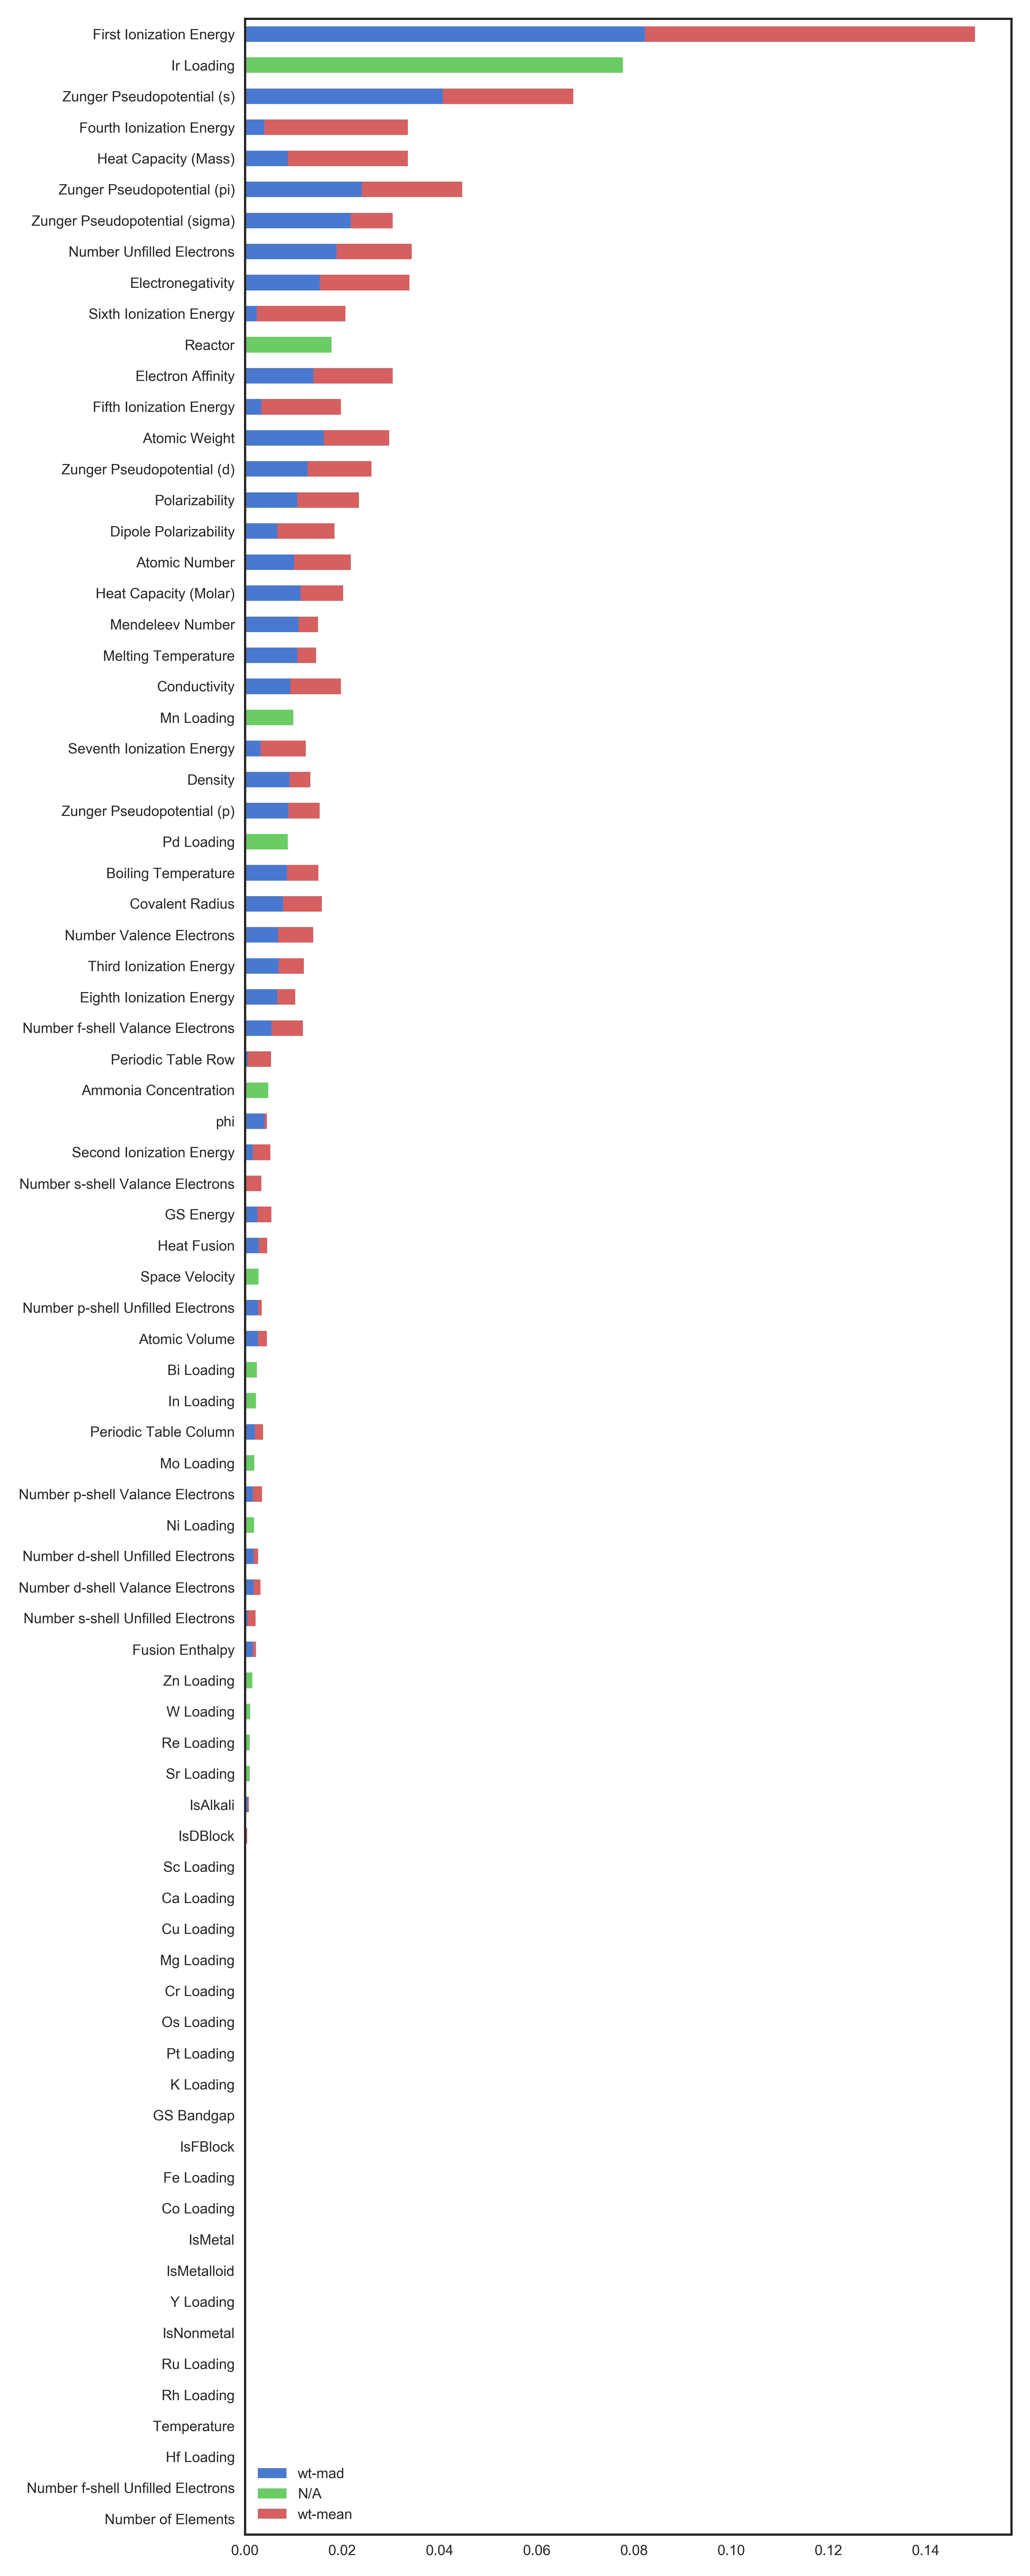 First Ionization Energy
Ir Loading
Zunger Pseudopotential (s)
Fourth Ionization Energy
Heat Capacity (Mass)
Zunger Pseudopotential (pi)
Zunger Pseudopotential (sigma)
Number Unfilled Electrons
Electronegativity
Sixth Ionization Energy
Reactor
Electron Affinity
Fifth Ionization Energy
Atomic Weight
Zunger Pseudopotential (d)
Polarizability
Dipole Polarizability
Atomic Number
Heat Capacity (Molar)
Mendeleev Number
Melting Temperature
Conductivity
Mn Loading
Seventh Ionization Energy
Density
Zunger Pseudopotential (p)
Pd Loading
Boiling Temperature
Covalent Radius
Number Valence Electrons
Third Ionization Energy
Eighth Ionization Energy
Number f-shell Valance Electrons
Periodic Table Row
Ammonia Concentration
phi
Second Ionization Energy
Number s-shell Valance Electrons
GS Energy
Heat Fusion
Space Velocity
Number p-shell Unfilled Electrons
Atomic Volume
Bi Loading
In Loading
Periodic Table Column
Mo Loading
Number p-shell Valance Electrons
Ni Loading
Number d-shell Unfilled Electrons
Number d-shell Valance Electrons
Number s-shell Unfilled Electrons
Fusion Enthalpy
Zn Loading
W Loading
Re Loading
Sr Loading
IsAlkali
IsDBlock
Sc Loading
Ca Loading
Cu Loading
Mg Loading
Cr Loading
Os Loading
Pt Loading
K Loading
GS Bandgap
IsFBlock
Fe Loading
Co Loading
IsMetal
IsMetalloid
Y Loading
IsNonmetal
Ru Loading
Rh Loading
Temperature
Hf Loading
Number f-shell Unfilled Electrons
Number of Elements
wt-mad
N/A
wt-mean
0.00 0.02 0.04 0.06 0.08 0.10 0.12 0.14